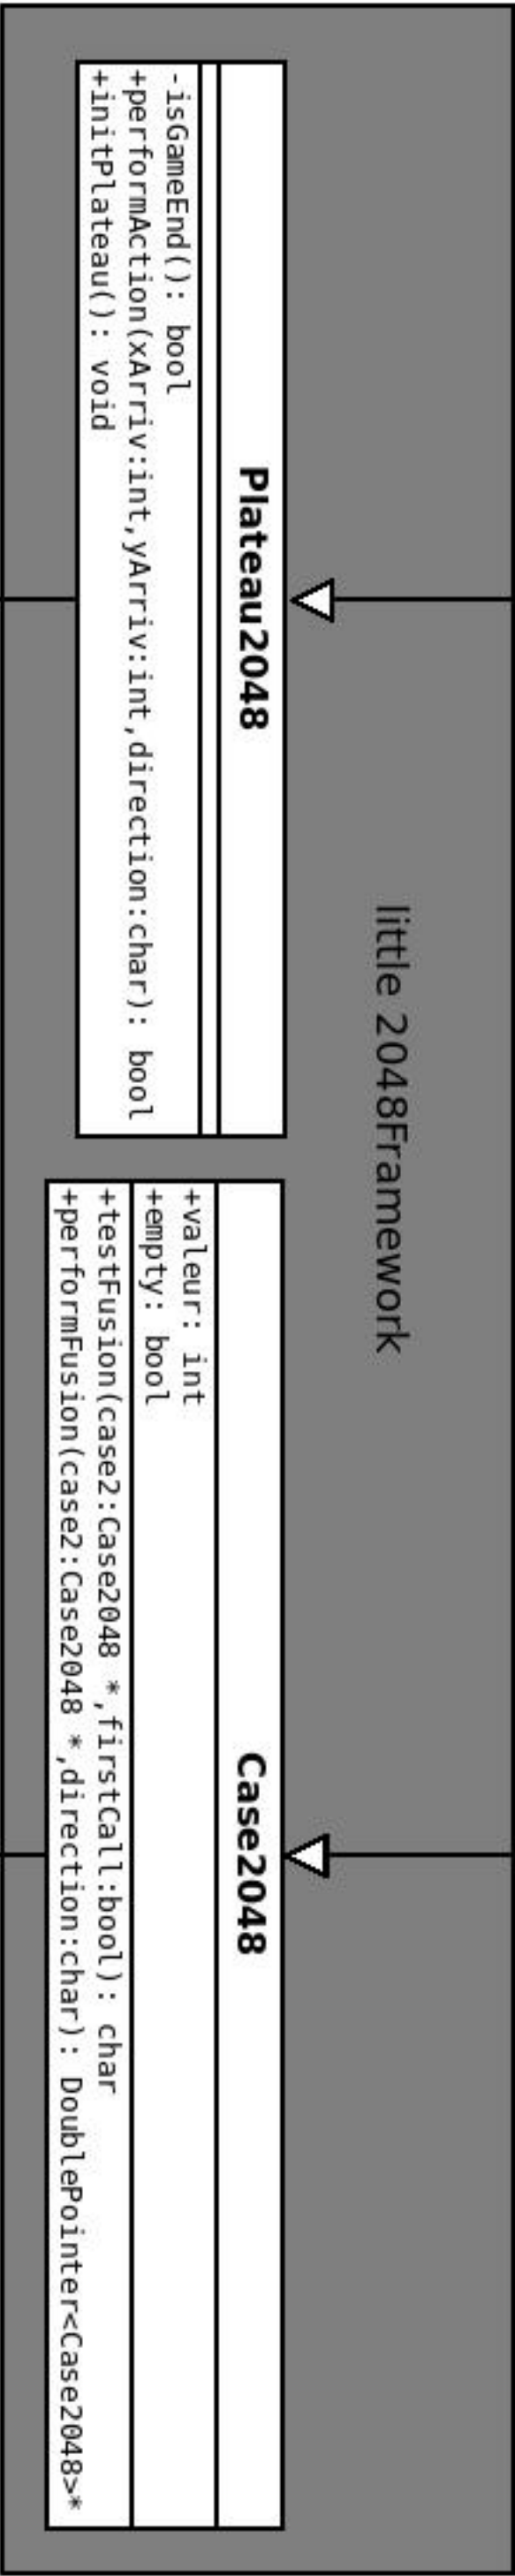 little 2048Framework
Plateau2048
-isGameEnd(): bool
+performAction(xArriv:int,yArriv:int,direction:char): bool
+initPlateau(): void
Case2048
+valeur: int
+empty: bool
+testFusion(case2:Case2048 *,firstCall:bool): char
+performFusion(case2:Case2048 *,direction:char): DoublePointer<Case2048>*